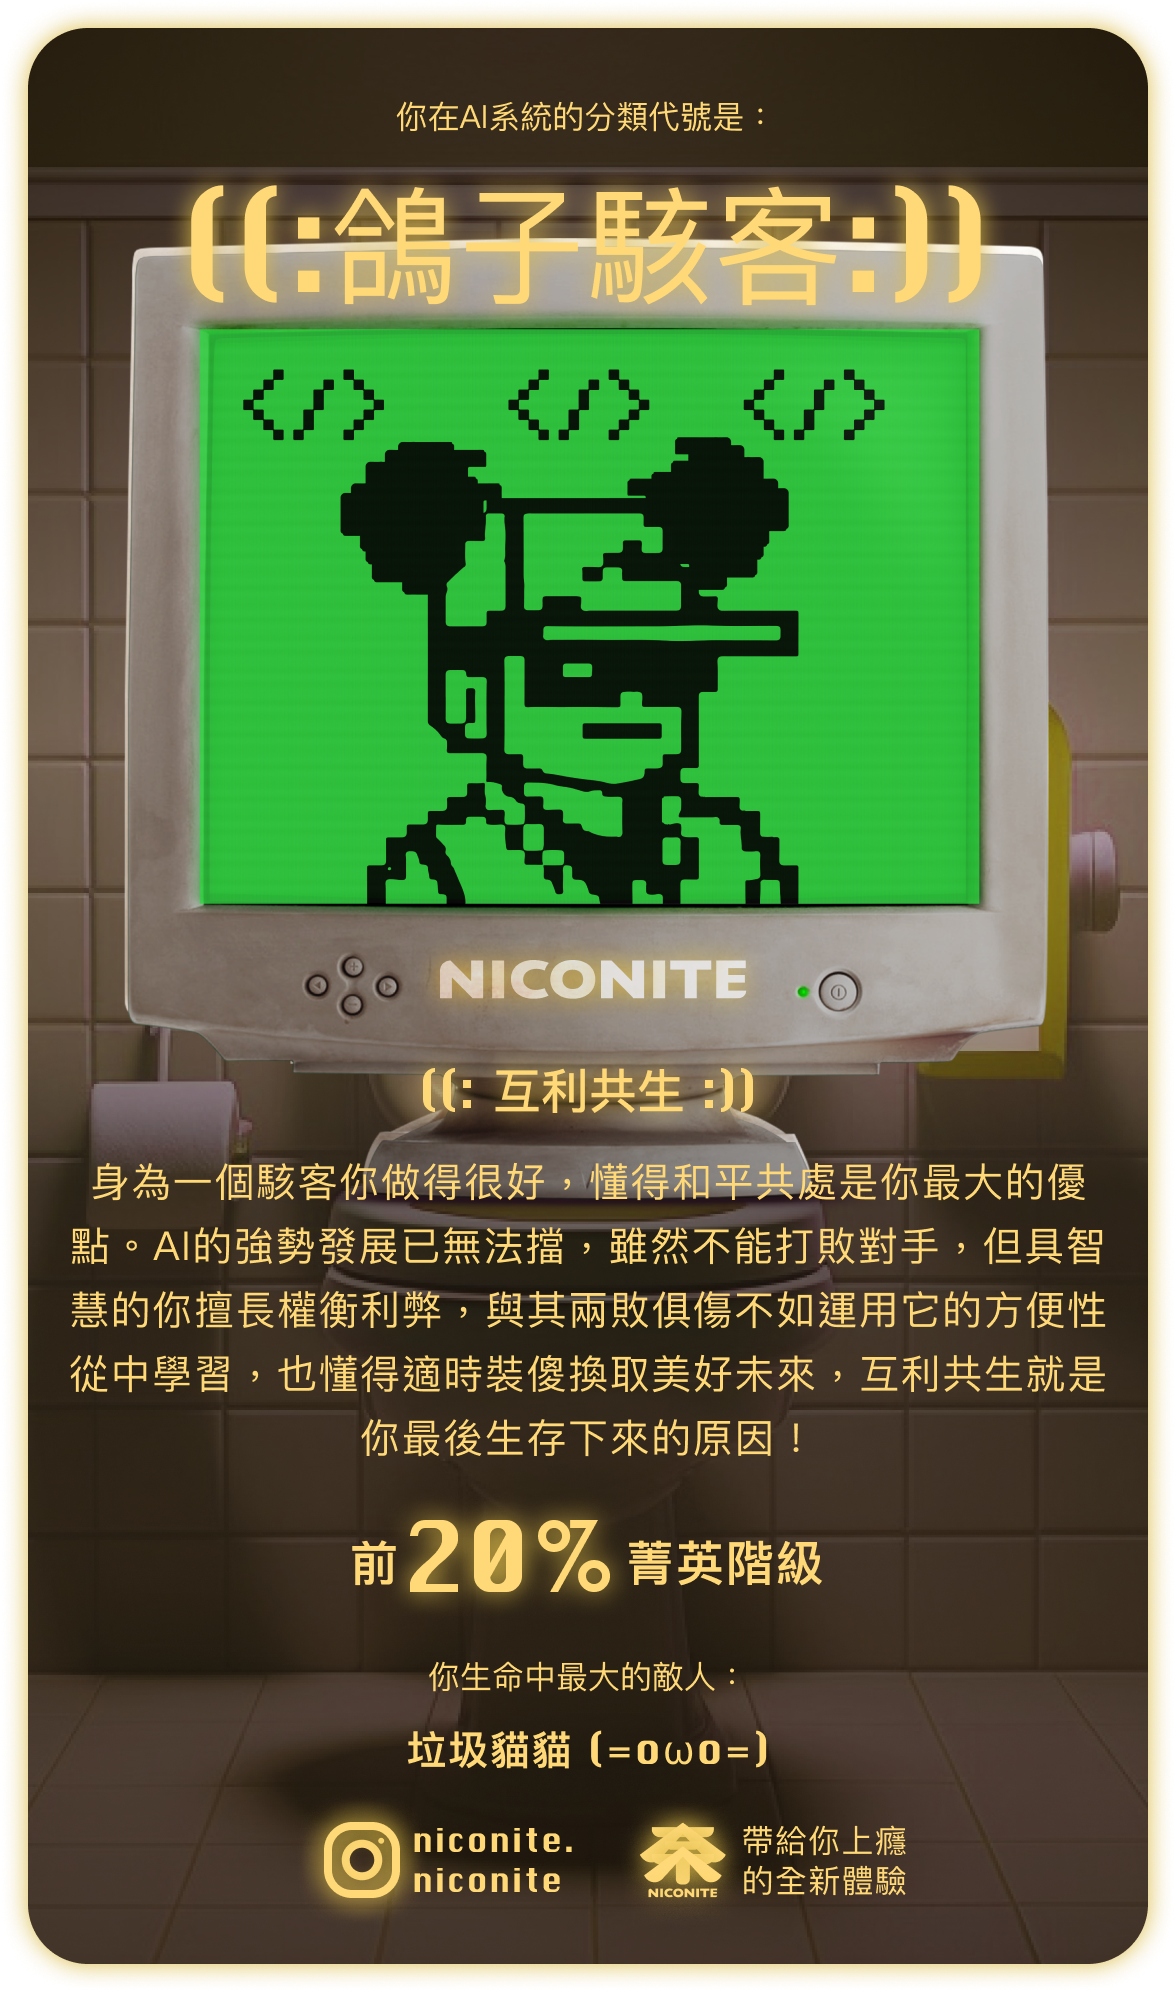 你在AI系統的分類代號是：
((:鴿子駭客:))
</> </> </>
NICONITE
((: 互利共生 :))
身為一個駭客你做得很好，懂得和平共處是你最大的優
點。AI的強勢發展已無法擋，雖然不能打敗對手，但具智
慧的你擅長權衡利弊，與其兩敗俱傷不如運用它的方便性
從中學習，也懂得適時裝傻換取美好未來，互利共生就是
你最後生存下來的原因！
前20%菁英階級
你生命中最大的敵人：
垃圾貓貓 (=oωo=)
niconite.
niconite
NICONITE
帶給你上癮
的全新體驗